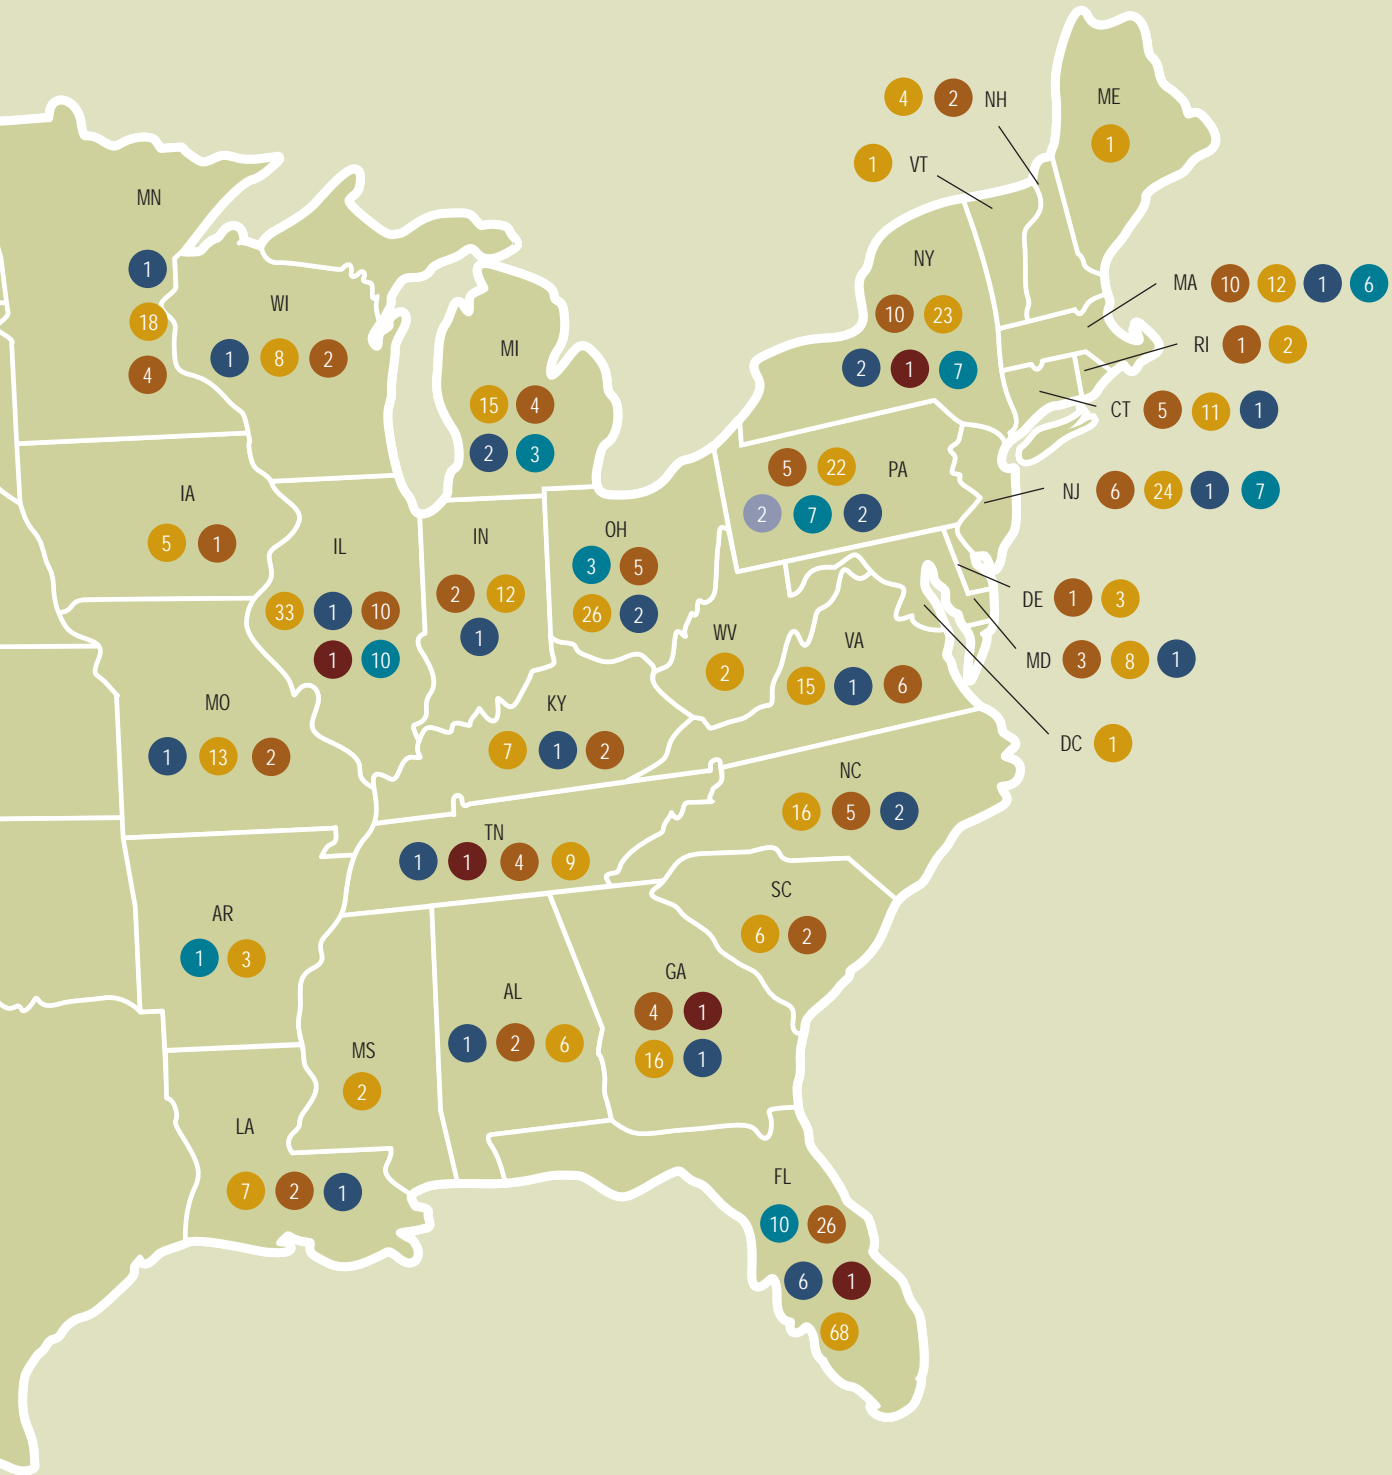 4 2 NH
ME
1
1 VT
MN
1
18
4
WI
1 8 2
MI
15 4
2 3
NY
10 23
2 1 7
MA 10 12 1 6
RI 1 2
CT 5 11 1
5 22 PA
2 7 2
NJ 6 24 1 7
IA
5 1
IL
33 1 10
1 10
IN
2 12
1
OH
3 5
26 2
DE 1 3
WV
2
VA
15 1 6
MD 3 8 1
DC 1
MO
1 13 2
KY
7 1 2
NC
16 5 2
TN
1 1 4 9
SC
6 2
AR
1 3
GA
4 1
16 1
AL
1 2 6
MS
2
LA
7 2 1
FL
10 26
6 1
68